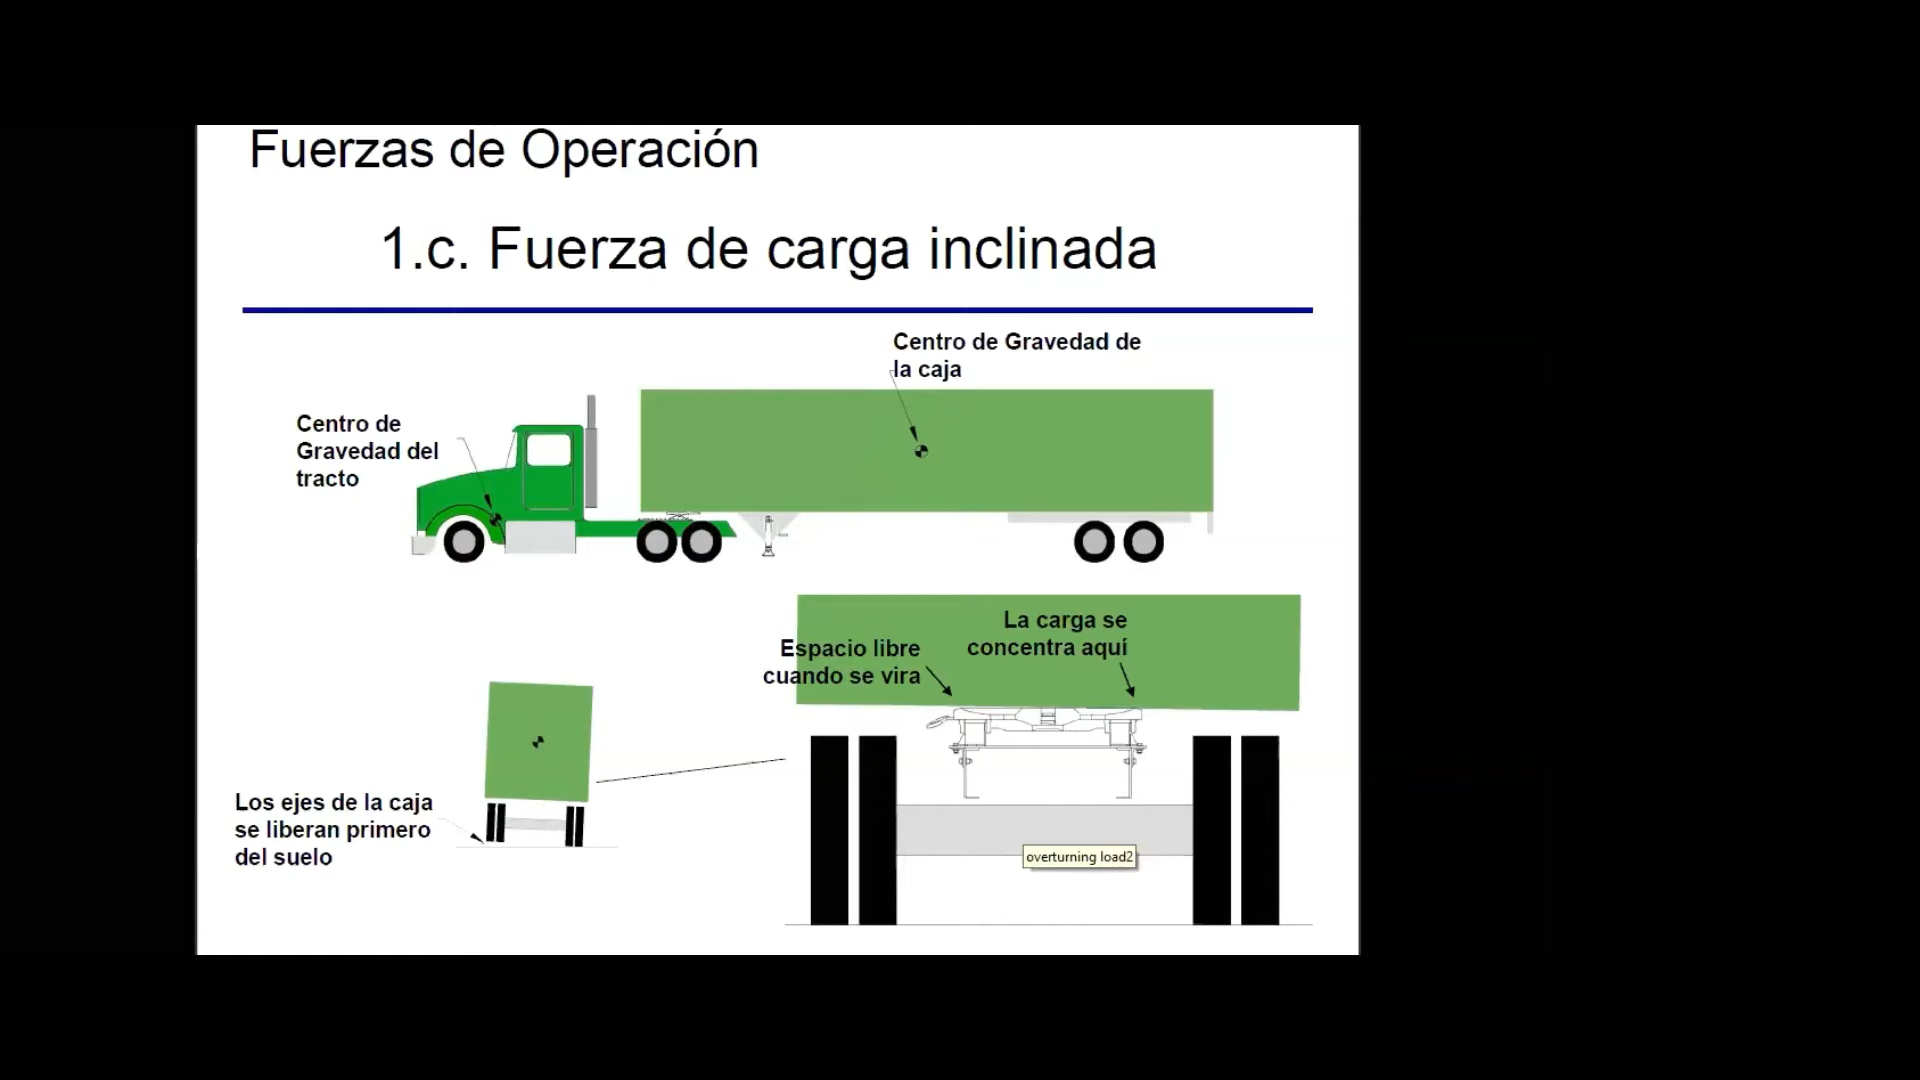 Fuerzas de Operación
1.c. Fuerza de carga inclinada
Centro de Gravedad de
la caja
Centro de
Gravedad del
tracto
La carga se
concentra aquí
Espacio libre
cuando se vira
Los ejes de la caja
se liberan primero
del suelo
overturning load2